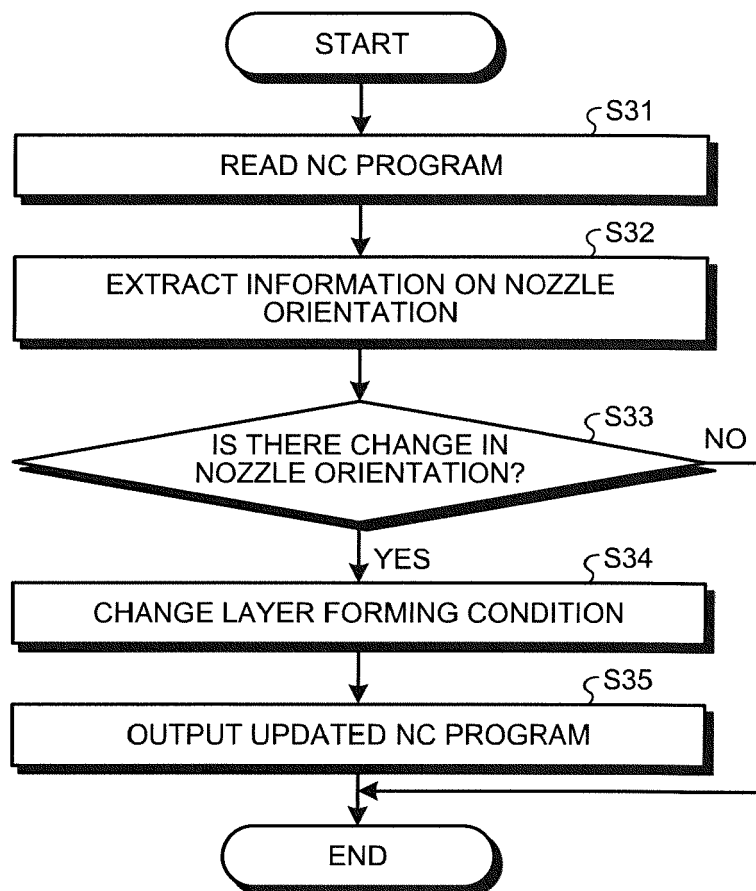 START
S31
READ NC PROGRAM
S32
EXTRACT INFORMATION ON NOZZLE
ORIENTATION
S33
IS THERE CHANGE IN
NOZZLE ORIENTATION?
NO
YES
S34
CHANGE LAYER FORMING CONDITION
S35
OUTPUT UPDATED NC PROGRAM
END